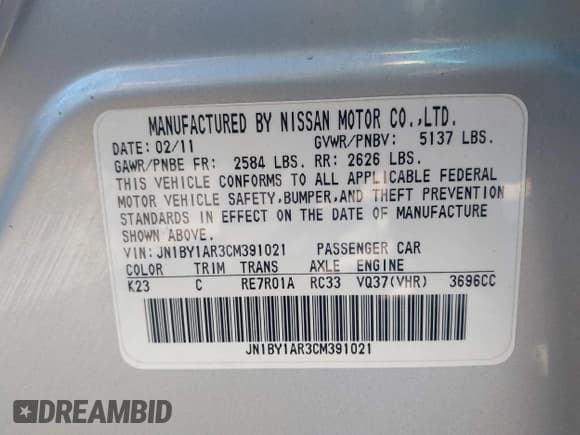 MANUFACTURED BY NISSAN MOTOR CO.,LTD.
DATE: 02/11 GVWR/PNBV: 5137 LBS.
GAWR/PNBE FR: 2584 LBS. RR: 2626 LBS.
THIS VEHICLE CONFORMS TO ALL APPLICABLE FEDERAL
MOTOR VEHICLE SAFETY,BUMPER,AND THEFT PREVENTION
STANDARDS IN EFFECT ON THE DATE OF MANUFACTURE
SHOWN ABOVE.
VIN: JN1BY1AR3CM391021 PASSENGER CAR
COLOR TRIM TRANS AXLE ENGINE
K23 C RE7R01A RC33 VQ37(VHR) 3696CC
JN1BY1AR3CM391021
DREAMBID